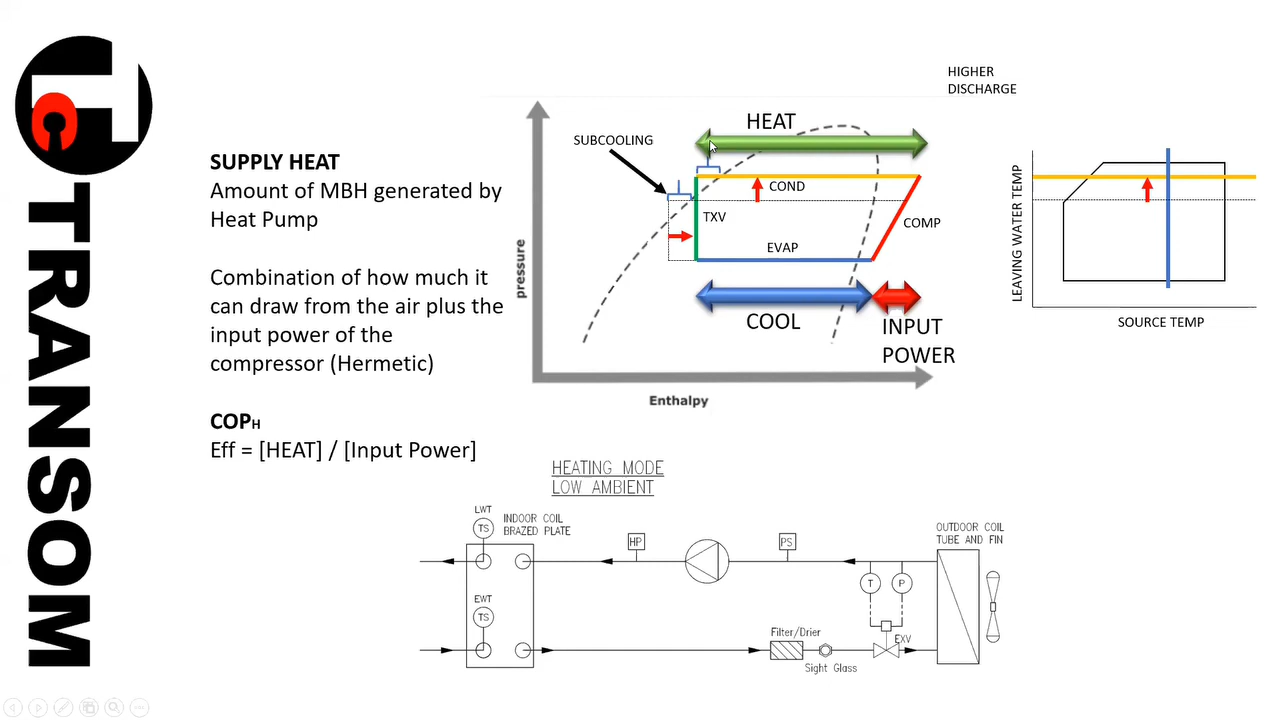 TC TRANSOM
SUPPLY HEAT
Amount of MBH generated by
Heat Pump
Combination of how much it
can draw from the air plus the
input power of the
compressor (Hermetic)
COPH
Eff = [HEAT] / [Input Power]
HIGHER
DISCHARGE
HEAT
SUBCOOLING
COND
TXV
COMP
EVAP
pressure
COOL
INPUT
POWER
Enthalpy
LEAVING WATER TEMP
SOURCE TEMP
HEATING MODE
LOW AMBIENT
LWT
TS
INDOOR COIL
BRAZED PLATE
HP
PS
OUTDOOR COIL
TUBE AND FIN
T
P
EWT
TS
Filter/Drier
Sight Glass
EXV